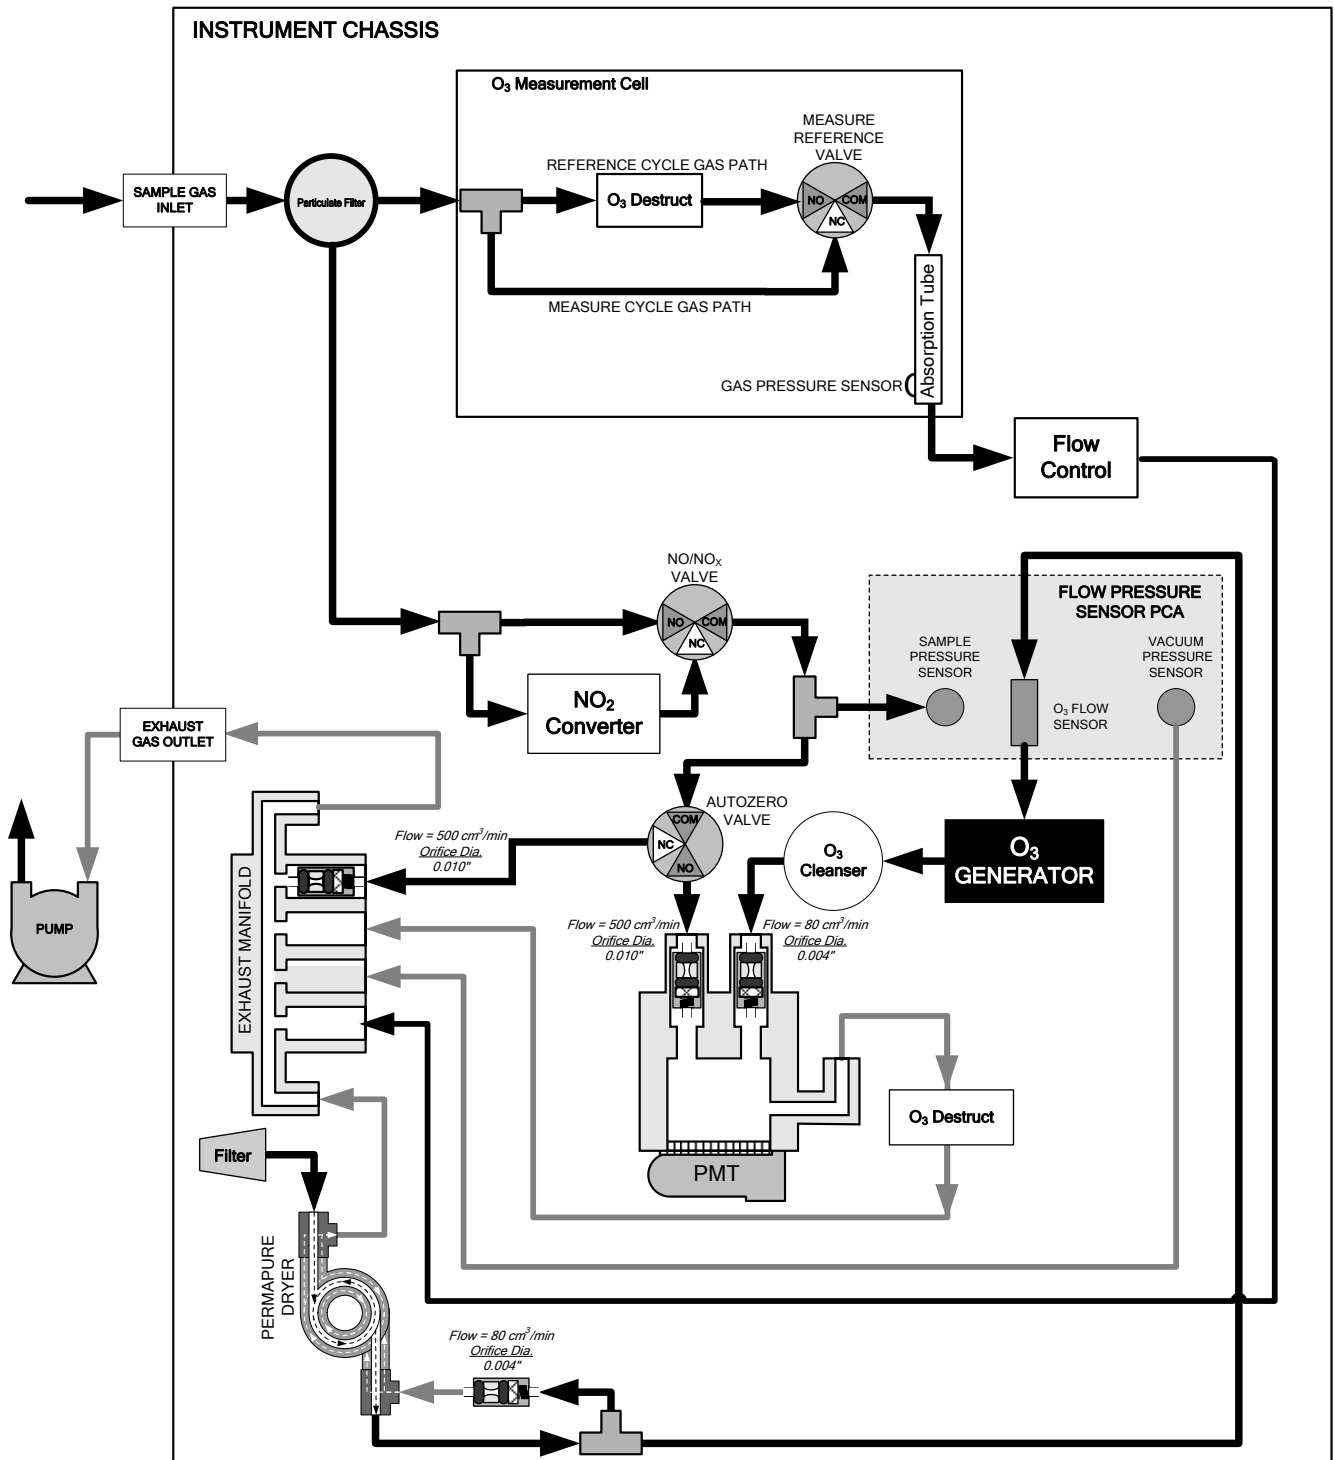 INSTRUMENT CHASSIS
O₃ Measurement Cell
MEASURE
REFERENCE
VALVE
REFERENCE CYCLE GAS PATH
SAMPLE GAS
INLET
Particulate Filter
O₃ Destruct
NO
COM
NC
MEASURE CYCLE GAS PATH
Absorption Tube
GAS PRESSURE SENSOR
Flow
Control
NO/NOX
VALVE
NO
COM
NC
FLOW PRESSURE
SENSOR PCA
SAMPLE
PRESSURE
SENSOR
VACUUM
PRESSURE
SENSOR
O₃ FLOW
SENSOR
NO₂
Converter
EXHAUST
GAS OUTLET
AUTOZERO
VALVE
COM
NC
NO
Flow = 500 cm³/min
Orifice Dia.
0.010"
O₃
Cleanser
O₃
GENERATOR
EXHAUST MANIFOLD
PUMP
Flow = 500 cm³/min
Orifice Dia.
0.010"
Flow = 80 cm³/min
Orifice Dia.
0.004"
O₃ Destruct
Filter
PMT
PERMAPURE
DRYER
Flow = 80 cm³/min
Orifice Dia.
0.004"